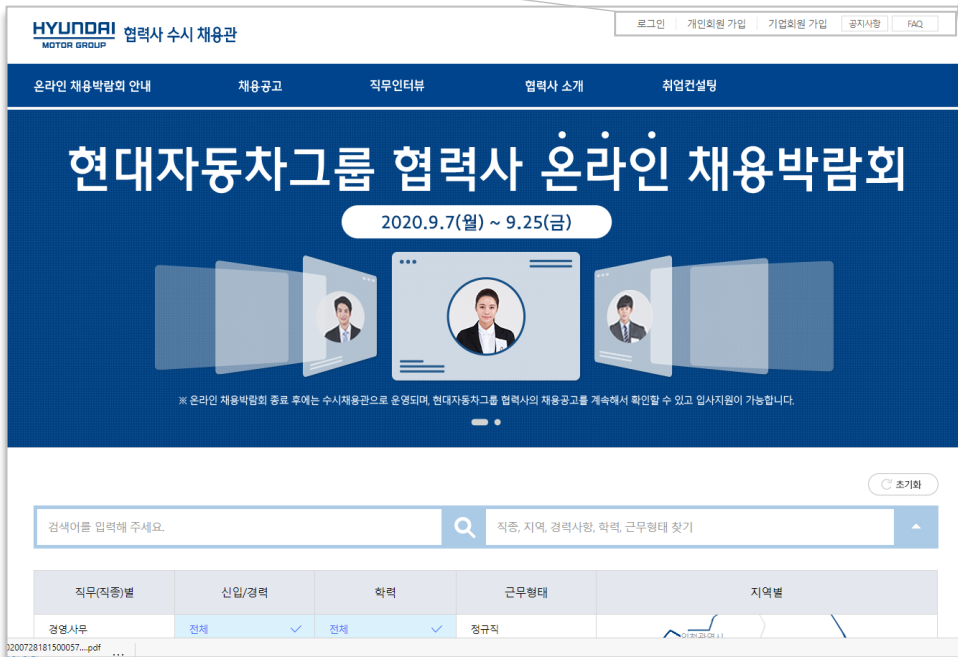 로그인 개인회원 가입 기업회원 가입 공지사항 FAQ
HYUNDAI
MOTOR GROUP
협력사 수시 채용관
온라인 채용박람회 안내 채용공고 직무인터뷰 협력사 소개 취업컨설팅
현대자동차그룹 협력사 온라인 채용박람회
2020.9.7(월) ~ 9.25(금)
※ 온라인 채용박람회 종료 후에는 수시채용관으로 운영되며, 현대자동차그룹 협력사의 채용공고를 계속해서 확인할 수 있고 입사지원이 가능합니다.
초기화
검색어를 입력해 주세요. 직종, 지역, 경력사항, 학력, 근무형태 찾기
직무(직종)별 신입/경력 학력 근무형태 지역별
경영,사무 전체 전체 정규직
인천광역시
0200728181500057....pdf